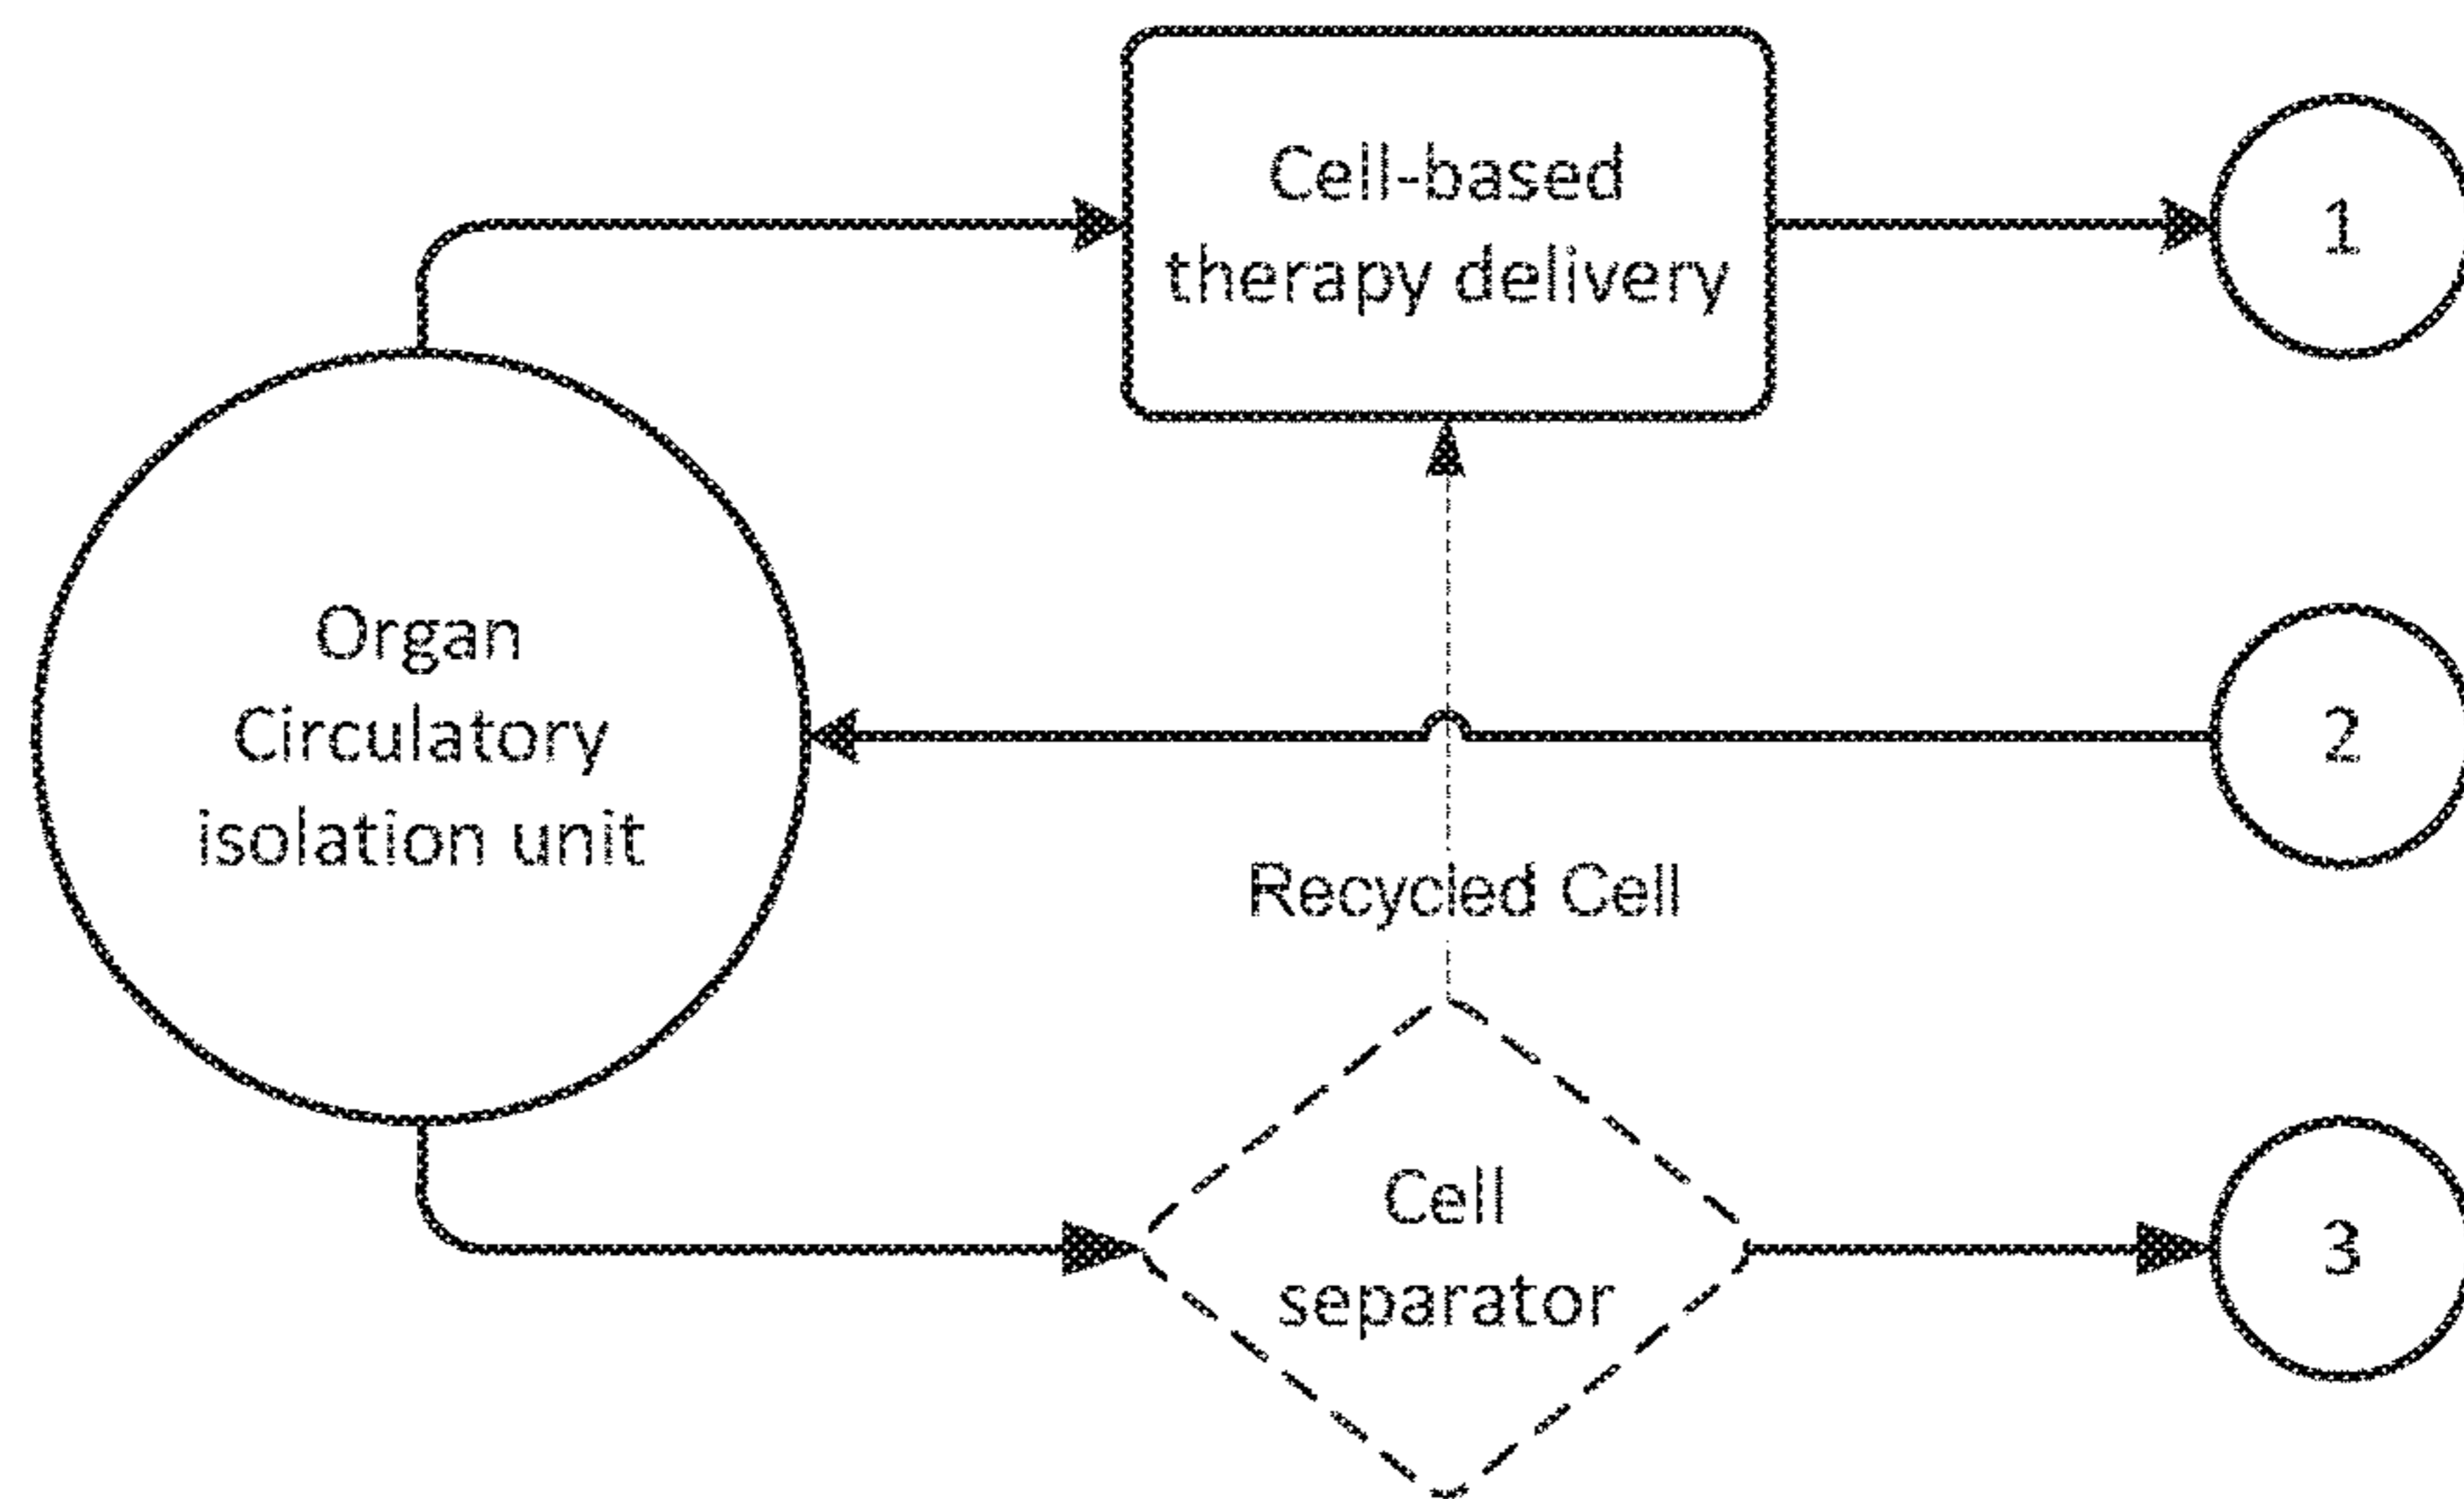 Cell-based
therapy delivery
1
Organ
Circulatory
isolation unit
2
Recycled Cell
Cell
separator
3